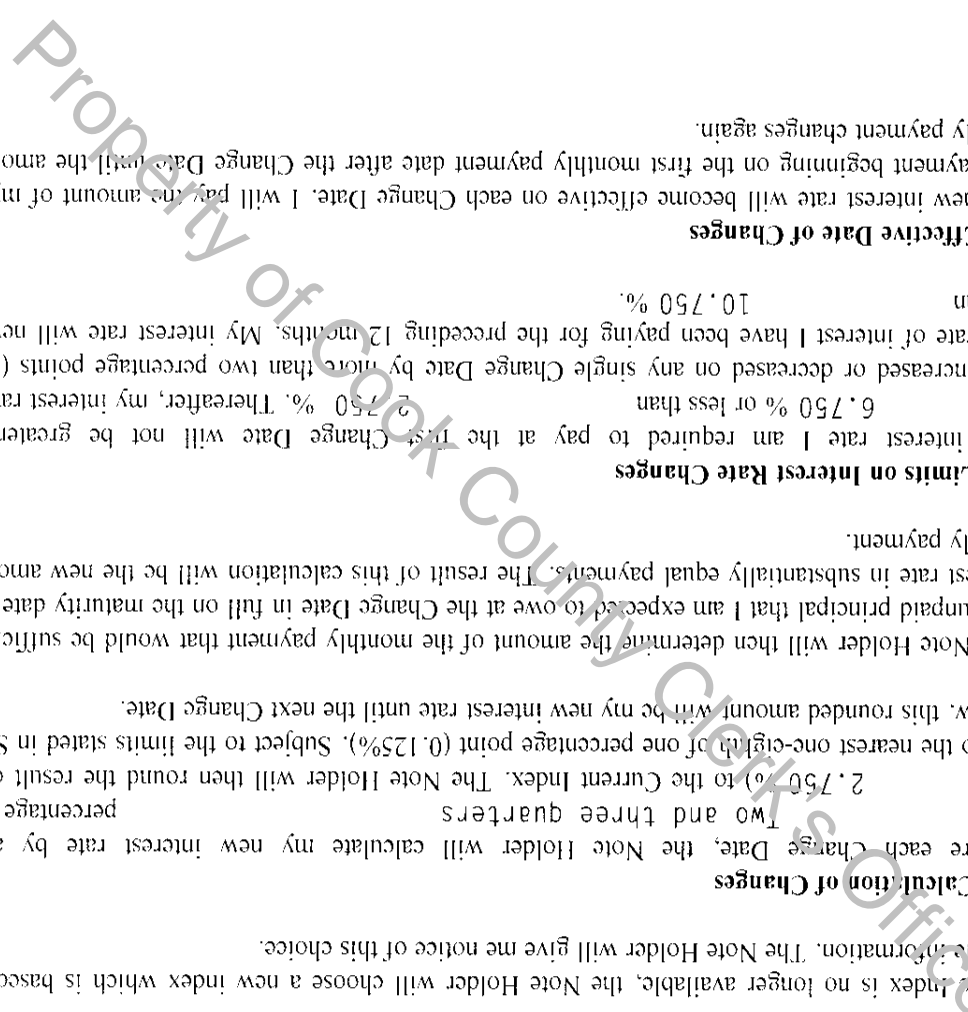 Index is no longer available, the Note Holder will choose a new index which is based
information. The Note Holder will give me notice of this choice.
Calculation of Changes
re each Change Date, the Note Holder will calculate my new interest rate by a
Two and three quarters percentage
2.750 %) to the Current Index. The Note Holder will then round the result o
o the nearest one-eighth of one percentage point (0.125%). Subject to the limits stated in S
w, this rounded amount will be my new interest rate until the next Change Date.
Note Holder will then determine the amount of the monthly payment that would be suffic
unpaid principal that I am expected to owe at the Change Date in full on the maturity date
est rate in substantially equal payments. The result of this calculation will be the new amo
ly payment.
Limits on Interest Rate Changes
interest rate I am required to pay at the first Change Date will not be greater
6.750 % or less than 2.750 %. Thereafter, my interest ra
increased or decreased on any single Change Date by more than two percentage points (
rate of interest I have been paying for the preceding 12 months. My interest rate will nev
an 10.750 %.
Effective Date of Changes
new interest rate will become effective on each Change Date. I will pay the amount of m
payment beginning on the first monthly payment date after the Change Date until the amo
ly payment changes again.
Property of Cook County Clerk's Office